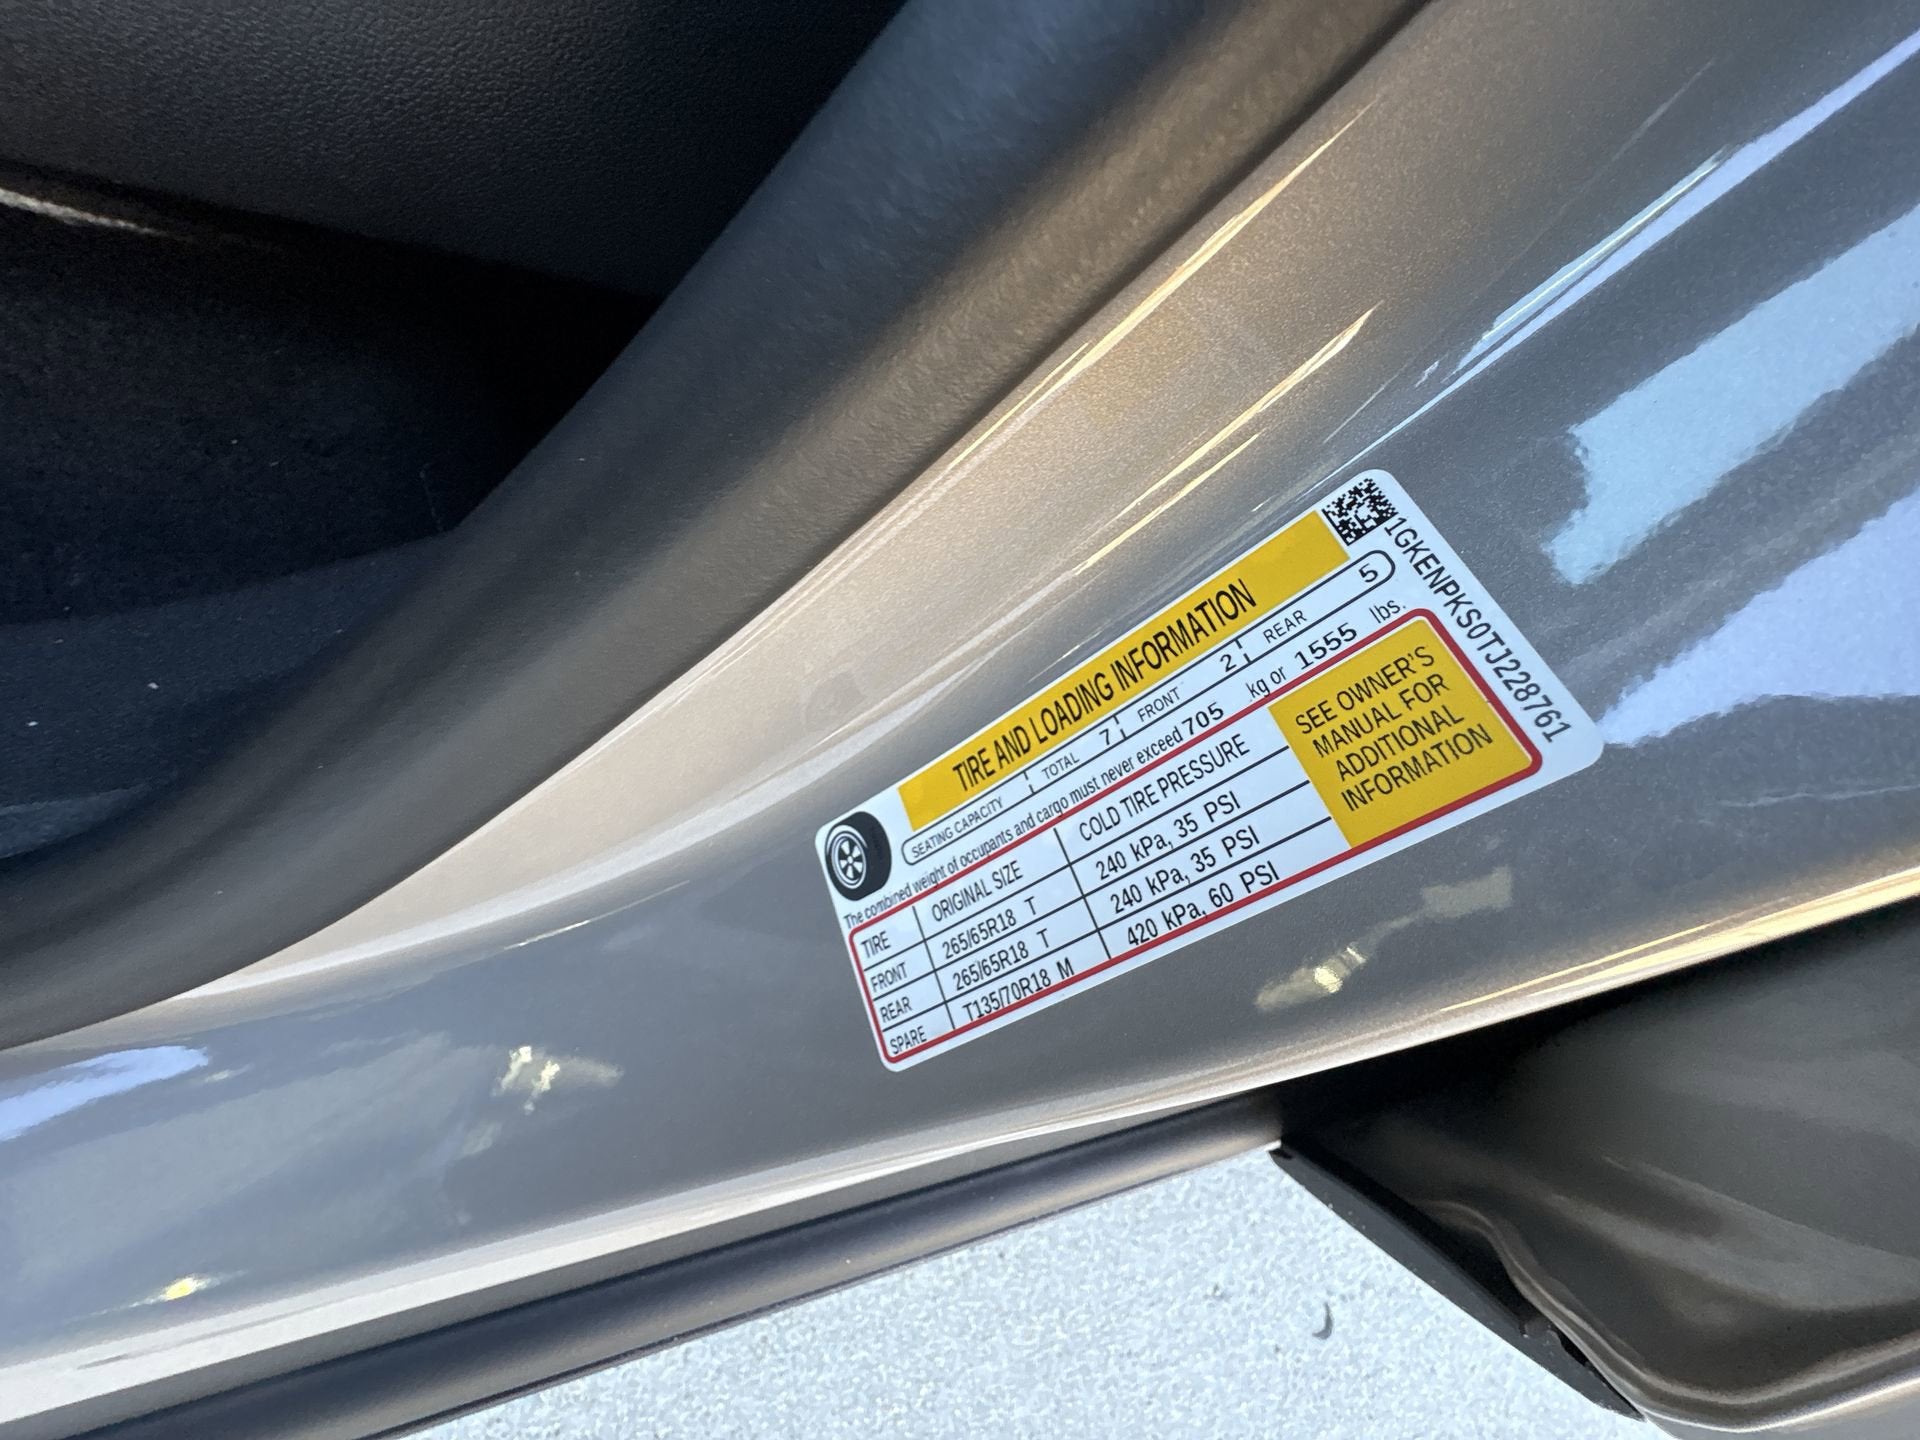 TIRE AND LOADING INFORMATION
SEATING CAPACITY TOTAL 7 FRONT 2 REAR 5
The combined weight of occupants and cargo must never exceed 705 kg or 1555 lbs.
TIRE ORIGINAL SIZE COLD TIRE PRESSURE
FRONT 265/65R18 T 240 kPa, 35 PSI
REAR 265/65R18 T 240 kPa, 35 PSI
SPARE T135/70R18 M 420 kPa, 60 PSI
SEE OWNER'S
MANUAL FOR
ADDITIONAL
INFORMATION
1GKENPKS0TJ228761